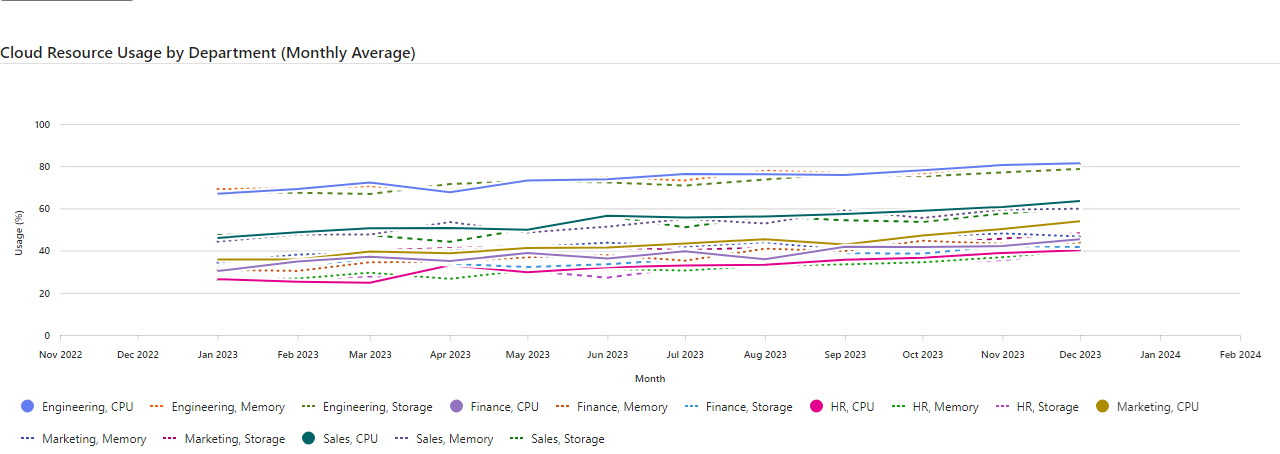 Cloud Resource Usage by Department (Monthly Average)
100
80
60
40
20
0
Usage (%)
Nov 2022 Dec 2022 Jan 2023 Feb 2023 Mar 2023 Apr 2023 May 2023 Jun 2023 Jul 2023 Aug 2023 Sep 2023 Oct 2023 Nov 2023 Dec 2023 Jan 2024 Feb 2024
Month
Engineering, CPU Engineering, Memory Engineering, Storage Finance, CPU Finance, Memory Finance, Storage HR, CPU HR, Memory HR, Storage Marketing, CPU
Marketing, Memory Marketing, Storage Sales, CPU Sales, Memory Sales, Storage